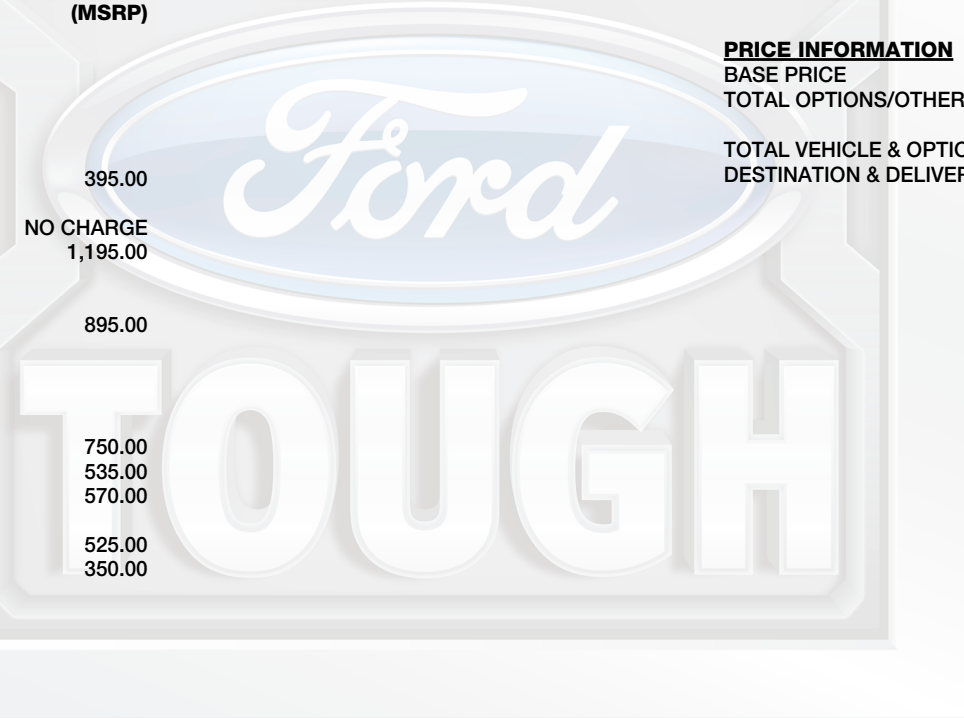 (MSRP)
395.00
NO CHARGE
1,195.00
895.00
750.00
535.00
570.00
525.00
350.00
PRICE INFORMATION
BASE PRICE
TOTAL OPTIONS/OTHER
TOTAL VEHICLE & OPTIO
DESTINATION & DELIVER
Ford
TOUGH